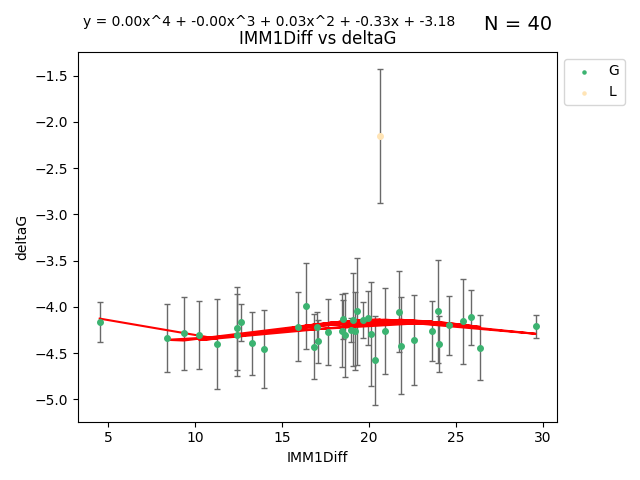 y = 0.00x^4 + -0.00x^3 + 0.03x^2 + -0.33x + -3.18
N = 40
IMM1Diff vs deltaG
G
L
deltaG
−1.5
−2.0
−2.5
−3.0
−3.5
−4.0
−4.5
−5.0
5 10 15 20 25 30
IMM1Diff